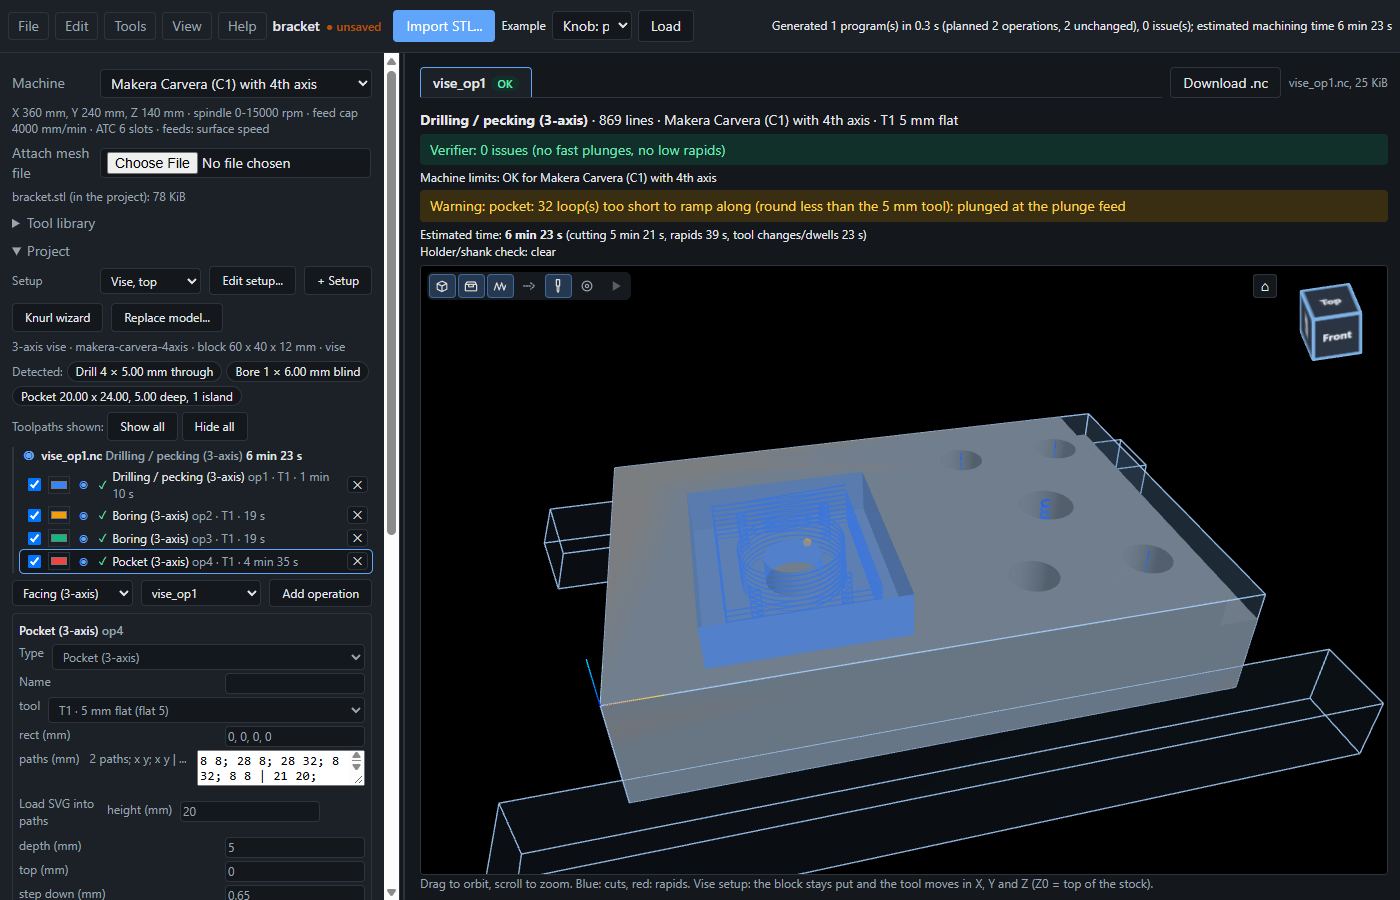 File Edit Tools View Help bracket • unsaved Import STL... Example Knob: p Load Generated 1 program(s) in 0.3 s (planned 2 operations, 2 unchanged), 0 issue(s); estimated machining time 6 min 23 s
Machine Makera Carvera (C1) with 4th axis
X 360 mm, Y 240 mm, Z 140 mm · spindle 0-15000 rpm · feed cap
4000 mm/min · ATC 6 slots · feeds: surface speed
Attach mesh file Choose File No file chosen
bracket.stl (in the project): 78 KiB
Tool library
Project
Setup Vise, top Edit setup... + Setup
Knurl wizard Replace model...
3-axis vise · makera-carvera-4axis · block 60 x 40 x 12 mm · vise
Detected: Drill 4 × 5.00 mm through Bore 1 × 6.00 mm blind
Pocket 20.00 x 24.00, 5.00 deep, 1 island
Toolpaths shown: Show all Hide all
vise_op1.nc Drilling / pecking (3-axis) 6 min 23 s
Drilling / pecking (3-axis) op1 · T1 · 1 min
10 s
Boring (3-axis) op2 · T1 · 19 s
Boring (3-axis) op3 · T1 · 19 s
Pocket (3-axis) op4 · T1 · 4 min 35 s
Facing (3-axis) vise_op1 Add operation
Pocket (3-axis) op4
Type Pocket (3-axis)
Name
tool T1 · 5 mm flat (flat 5)
rect (mm) 0, 0, 0, 0
paths (mm) 2 paths; x y; x y | ... 8 8; 28 8; 28 32; 8
32; 8 8 | 21 20;
Load SVG into paths height (mm) 20
depth (mm) 5
top (mm) 0
step down (mm) 0.65
vise_op1 OK Download .nc vise_op1.nc, 25 KiB
Drilling / pecking (3-axis) · 869 lines · Makera Carvera (C1) with 4th axis · T1 5 mm flat
Verifier: 0 issues (no fast plunges, no low rapids)
Machine limits: OK for Makera Carvera (C1) with 4th axis
Warning: pocket: 32 loop(s) too short to ramp along (round less than the 5 mm tool): plunged at the plunge feed
Estimated time: 6 min 23 s (cutting 5 min 21 s, rapids 39 s, tool changes/dwells 23 s)
Holder/shank check: clear
Top
Front
Drag to orbit, scroll to zoom. Blue: cuts, red: rapids. Vise setup: the block stays put and the tool moves in X, Y and Z (Z0 = top of the stock).